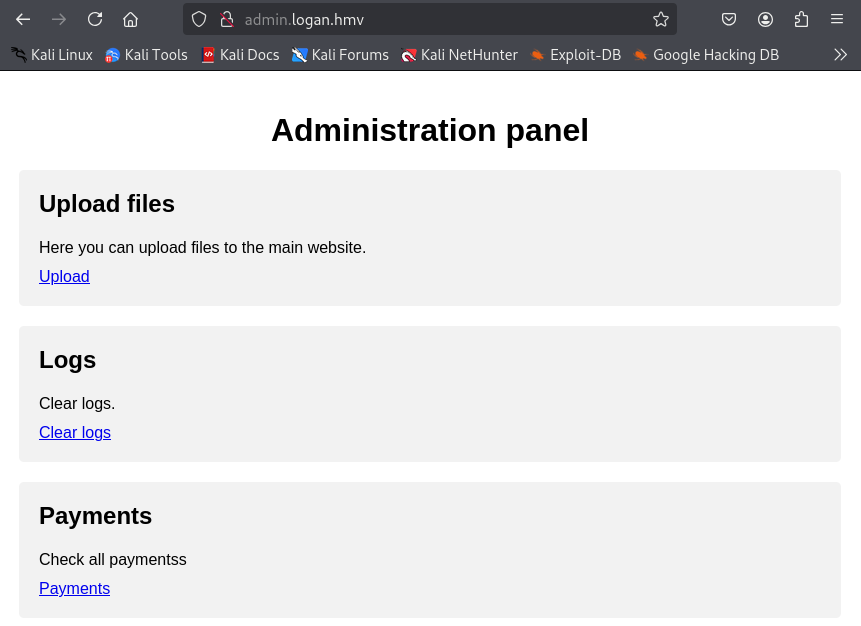 admin.logan.hmv
Kali Linux Kali Tools Kali Docs Kali Forums Kali NetHunter Exploit-DB Google Hacking DB
Administration panel
Upload files
Here you can upload files to the main website.
Upload
Logs
Clear logs.
Clear logs
Payments
Check all paymentss
Payments